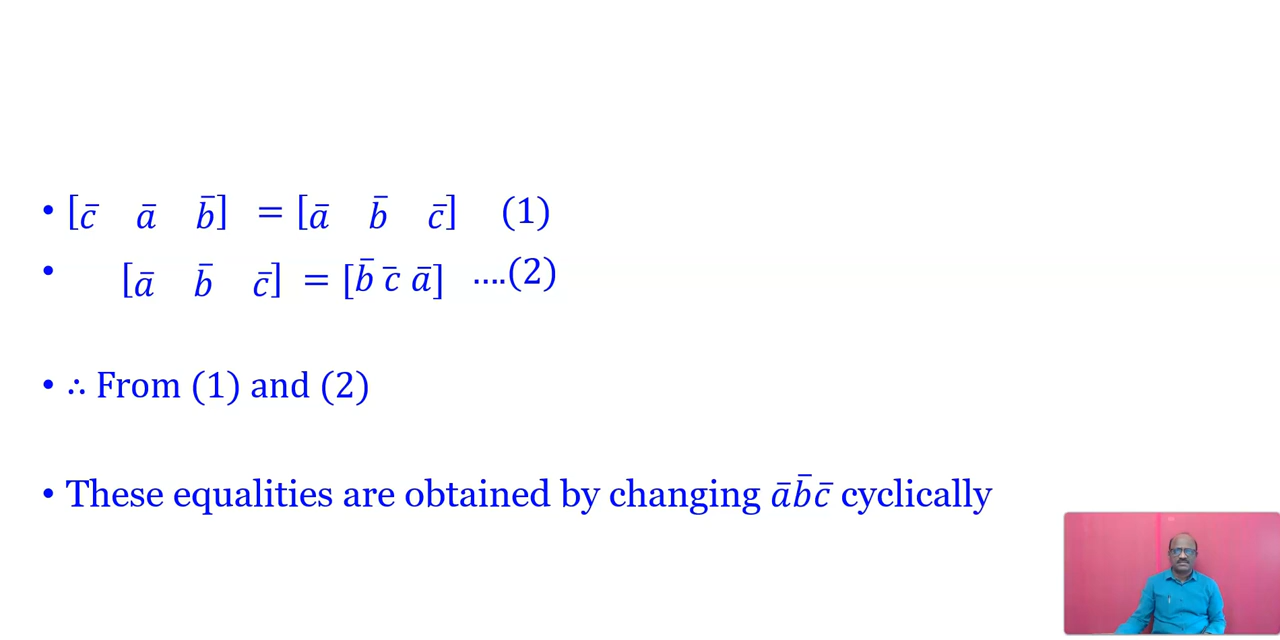 • [c̄ ā b̄] = [ā b̄ c̄] (1)
• [ā b̄ c̄] = [b̄ c̄ ā] ....(2)
• ∴ From (1) and (2)
• These equalities are obtained by changing āb̄c̄ cyclically